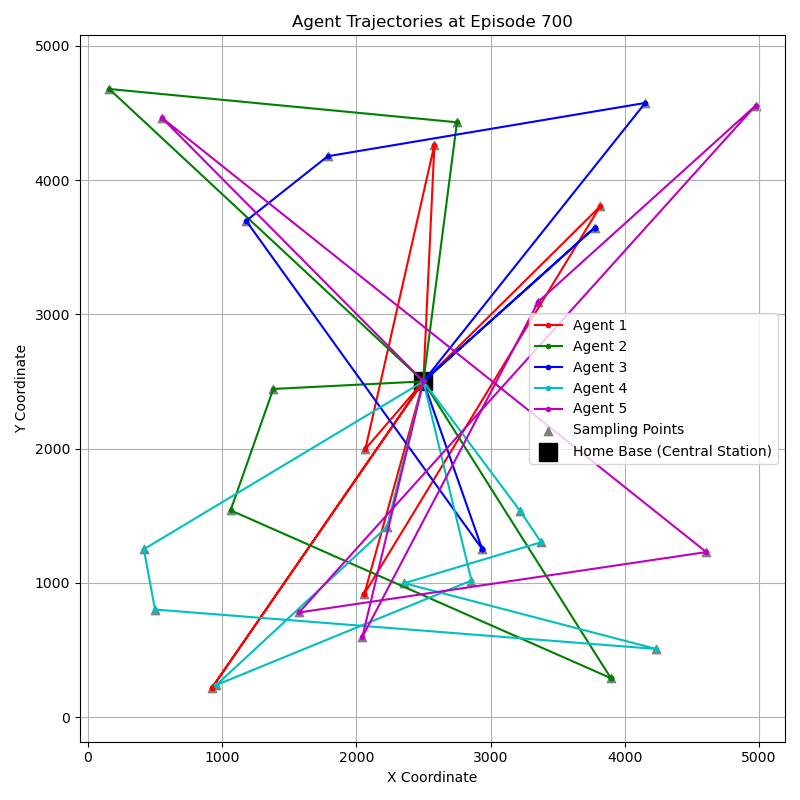 Agent Trajectories at Episode 700
Y Coordinate
5000
4000
3000
2000
1000
0
Agent 1
Agent 2
Agent 3
Agent 4
Agent 5
Sampling Points
Home Base (Central Station)
0 1000 2000 3000 4000 5000
X Coordinate